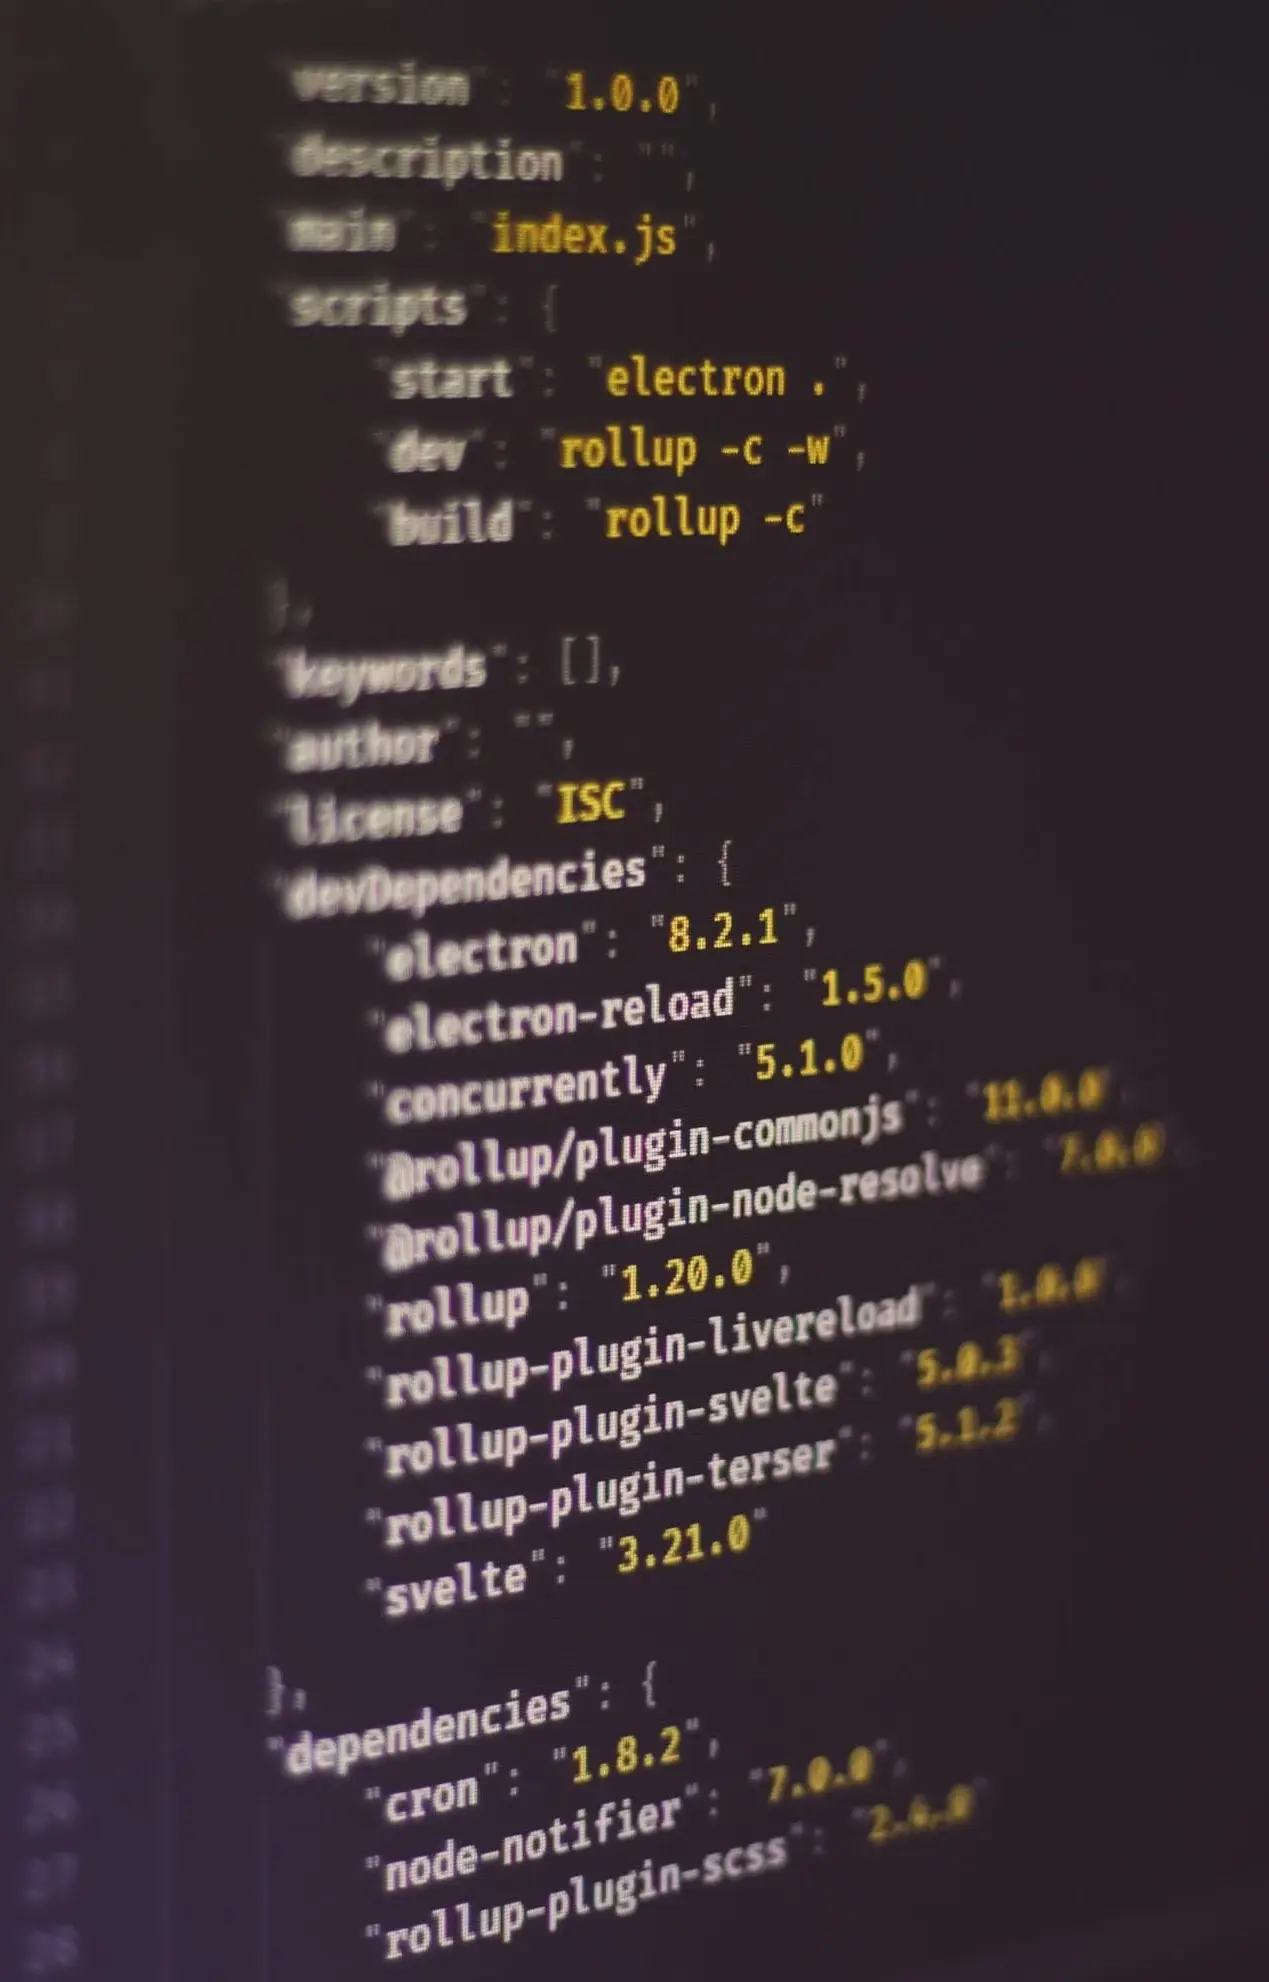 "version": "1.0.0",
"description": "",
"main": "index.js",
"scripts": {
"start": "electron .",
"dev": "rollup -c -w",
"build": "rollup -c"
},
"keywords": [],
"author": "",
"license": "ISC",
"devDependencies": {
"electron": "8.2.1",
"electron-reload": "1.5.0",
"concurrently": "5.1.0",
"@rollup/plugin-commonjs": "11.0.0",
"@rollup/plugin-node-resolve": "7.0.0",
"rollup": "1.20.0",
"rollup-plugin-livereload": "1.0.0",
"rollup-plugin-svelte": "5.0.3",
"rollup-plugin-terser": "5.1.2",
"svelte": "3.21.0"
},
"dependencies": {
"cron": "1.8.2",
"node-notifier": "7.0.0",
"rollup-plugin-scss": "2.4.0"